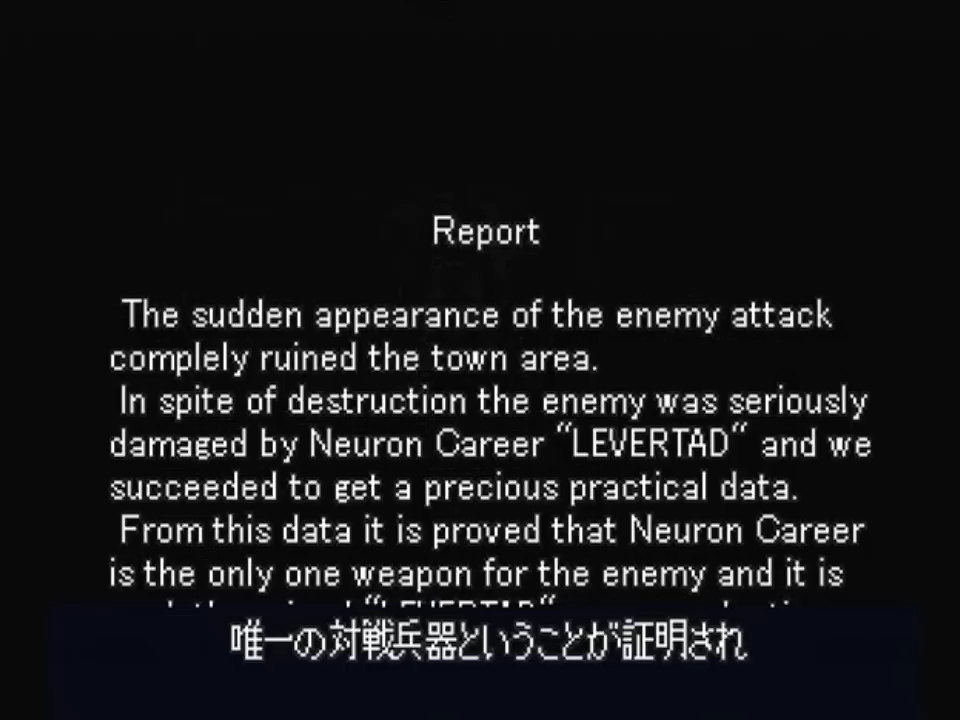 Report
The sudden appearance of the enemy attack
complely ruined the town area.
In spite of destruction the enemy was seriously
damaged by Neuron Career "LEVERTAD" and we
succeeded to get a precious practical data.
From this data it is proved that Neuron Career
is the only one weapon for the enemy and it is
"LEVERTAD"
唯一の対戦兵器ということが証明され